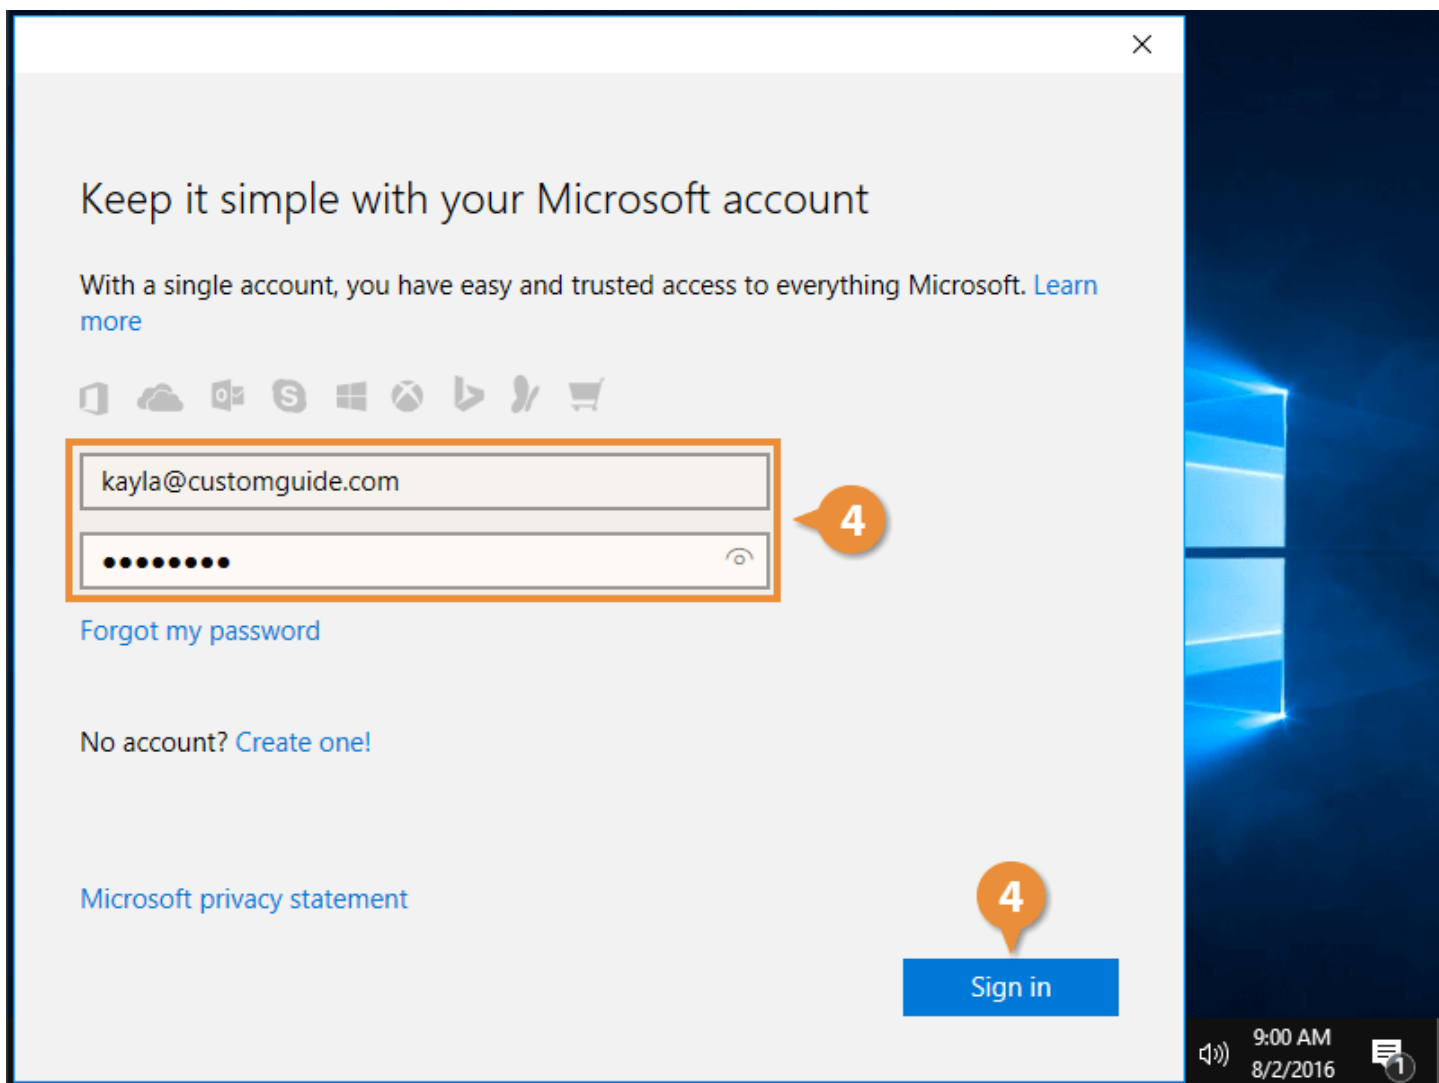 Keep it simple with your Microsoft account
With a single account, you have easy and trusted access to everything Microsoft. Learn
more
kayla@customguide.com
4
Forgot my password
No account? Create one!
Microsoft privacy statement
4
Sign in
9:00 AM
8/2/2016
1